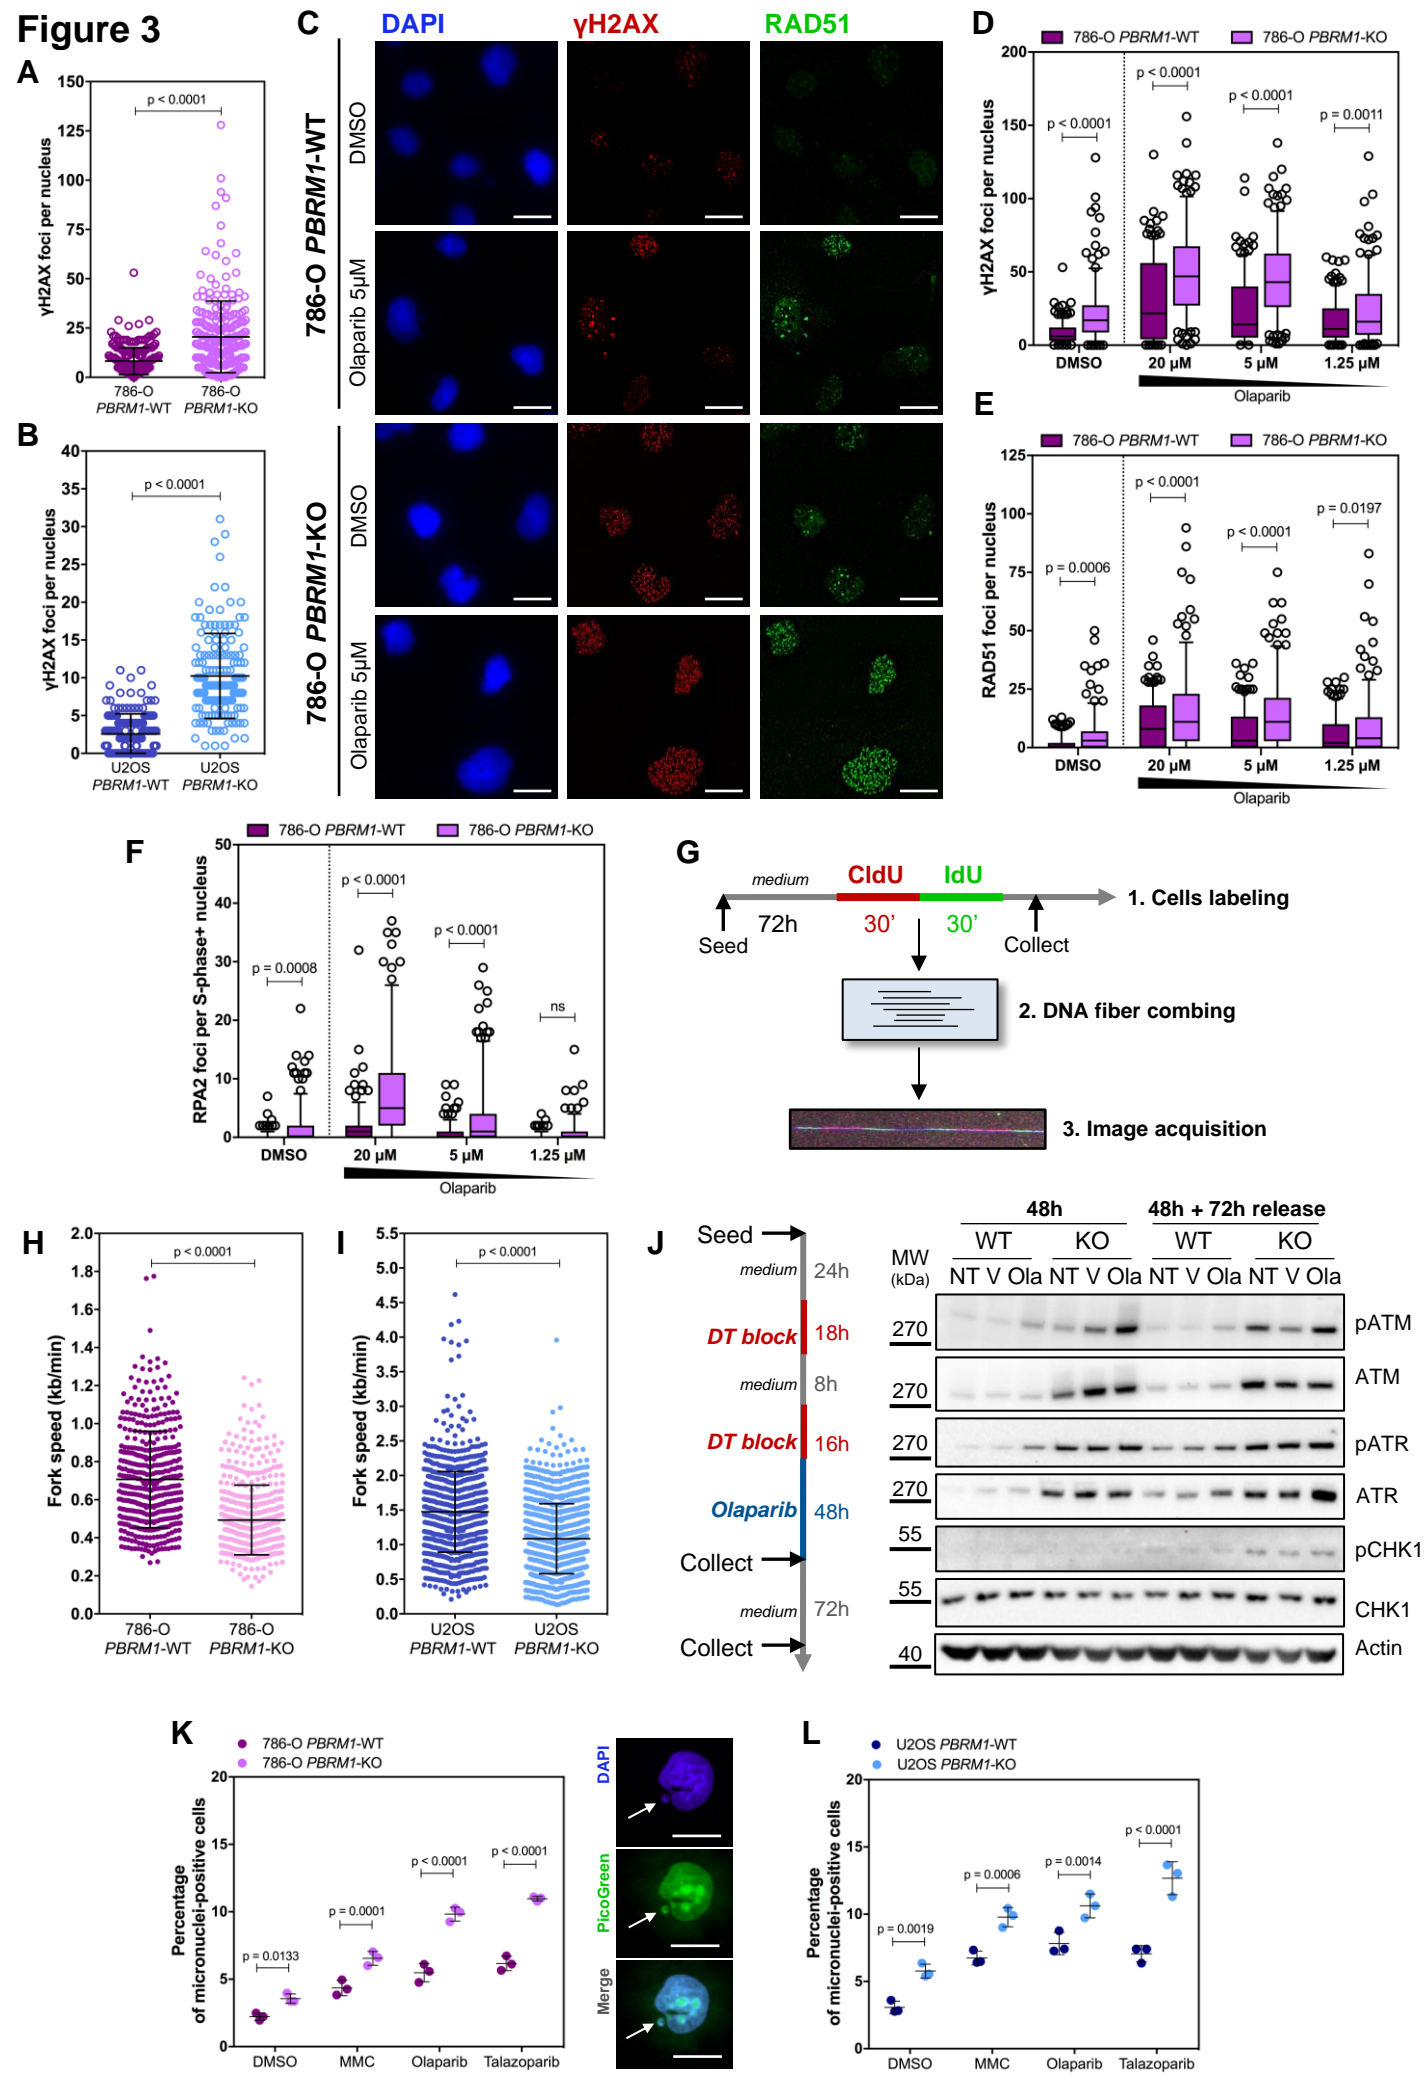 Figure 3
A
γH2AX foci per nucleus
150
125
100
75
50
25
0
p < 0.0001
786-O PBRM1-WT
786-O PBRM1-KO
B
γH2AX foci per nucleus
40
35
30
25
20
15
10
5
0
p < 0.0001
U2OS PBRM1-WT
U2OS PBRM1-KO
C
DAPI γH2AX RAD51
786-O PBRM1-WT
DMSO
Olaparib 5μM
786-O PBRM1-KO
DMSO
Olaparib 5μM
D
786-O PBRM1-WT 786-O PBRM1-KO
γH2AX foci per nucleus
200
150
100
50
0
p < 0.0001
p < 0.0001
p < 0.0001
p = 0.0011
DMSO 20 μM 5 μM 1.25 μM
Olaparib
E
786-O PBRM1-WT 786-O PBRM1-KO
RAD51 foci per nucleus
125
100
75
50
25
0
p = 0.0006
p < 0.0001
p < 0.0001
p = 0.0197
DMSO 20 μM 5 μM 1.25 μM
Olaparib
F
786-O PBRM1-WT 786-O PBRM1-KO
RPA2 foci per S-phase+ nucleus
50
40
30
20
10
0
p = 0.0008
p < 0.0001
p < 0.0001
ns
DMSO 20 μM 5 μM 1.25 μM
Olaparib
G
medium CldU IdU
1. Cells labeling
Seed 72h 30’ 30’ Collect
2. DNA fiber combing
3. Image acquisition
H
Fork speed (kb/min)
2.0
1.8
1.6
1.4
1.2
1.0
0.8
0.6
0.4
0.2
0.0
p < 0.0001
786-O PBRM1-WT
786-O PBRM1-KO
I
Fork speed (kb/min)
5.5
5.0
4.5
4.0
3.5
3.0
2.5
2.0
1.5
1.0
0.5
0.0
p < 0.0001
U2OS PBRM1-WT
U2OS PBRM1-KO
J
Seed
medium 24h
DT block 18h
medium 8h
DT block 16h
Olaparib 48h
Collect
medium 72h
Collect
48h 48h + 72h release
WT KO WT KO
MW (kDa)
NT V Ola NT V Ola NT V Ola NT V Ola
270 pATM
270 ATM
270 pATR
270 ATR
55 pCHK1
55 CHK1
40 Actin
K
786-O PBRM1-WT
786-O PBRM1-KO
Percentage
of micronuclei-positive cells
20
15
10
5
0
p = 0.0133
p = 0.0001
p < 0.0001
p < 0.0001
DMSO MMC Olaparib Talazoparib
DAPI
PicoGreen
Merge
L
U2OS PBRM1-WT
U2OS PBRM1-KO
Percentage
of micronuclei-positive cells
20
15
10
5
0
p = 0.0019
p = 0.0006
p = 0.0014
p < 0.0001
DMSO MMC Olaparib Talazoparib